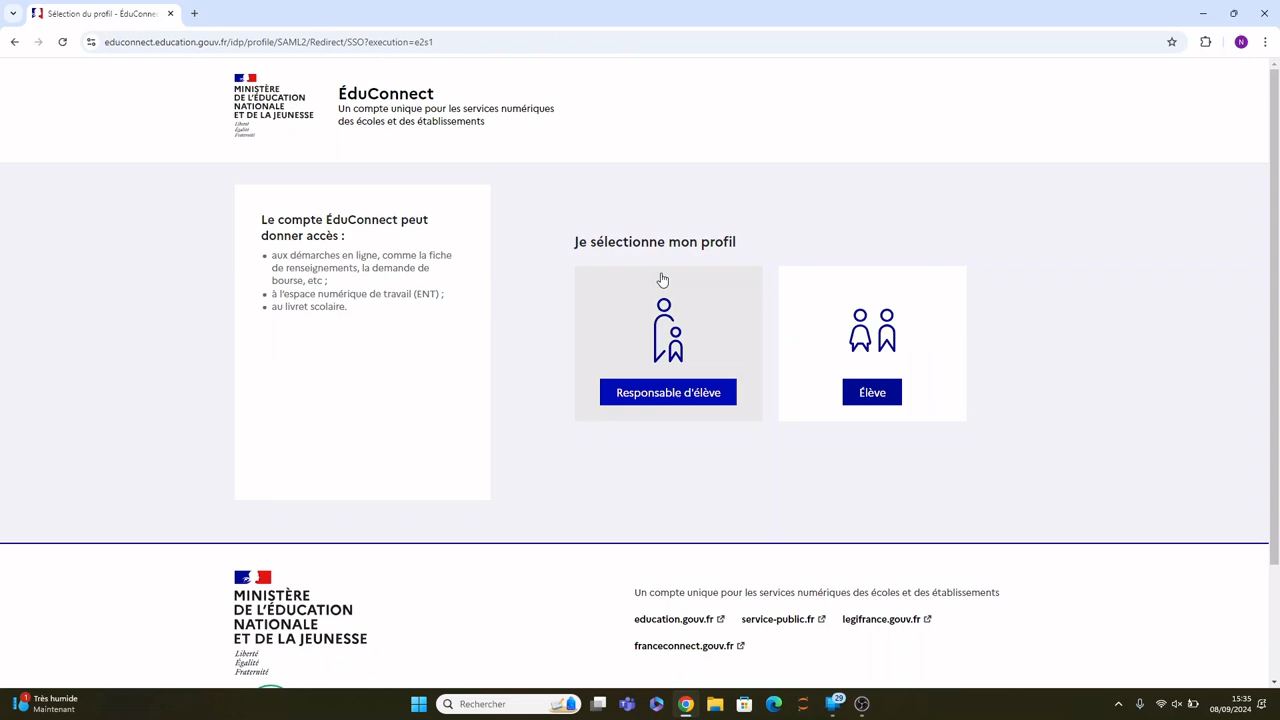 Sélection du profil - ÉduConnec
educonnect.education.gouv.fr/idp/profile/SAML2/Redirect/SSO?execution=e2s1
N
MINISTÈRE
DE L'ÉDUCATION
NATIONALE
ET DE LA JEUNESSE
Liberté
Égalité
Fraternité
ÉduConnect
Un compte unique pour les services numériques
des écoles et des établissements
Le compte ÉduConnect peut
donner accès :
• aux démarches en ligne, comme la fiche
de renseignements, la demande de
bourse, etc ;
• à l'espace numérique de travail (ENT) ;
• au livret scolaire.
Je sélectionne mon profil
Responsable d'élève
Élève
MINISTÈRE
DE L'ÉDUCATION
NATIONALE
ET DE LA JEUNESSE
Liberté
Égalité
Fraternité
Un compte unique pour les services numériques des écoles et des établissements
education.gouv.fr
service-public.fr
legifrance.gouv.fr
franceconnect.gouv.fr
1
Très humide
Maintenant
Rechercher
29
15:35
08/09/2024